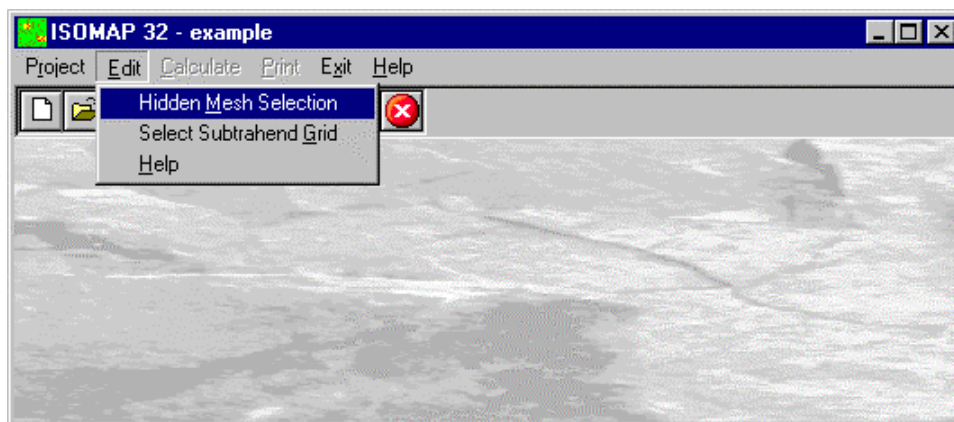 ISOMAP 32 - example
Project Edit Calculate Print Exit Help
Hidden Mesh Selection
Select Subtrahend Grid
Help